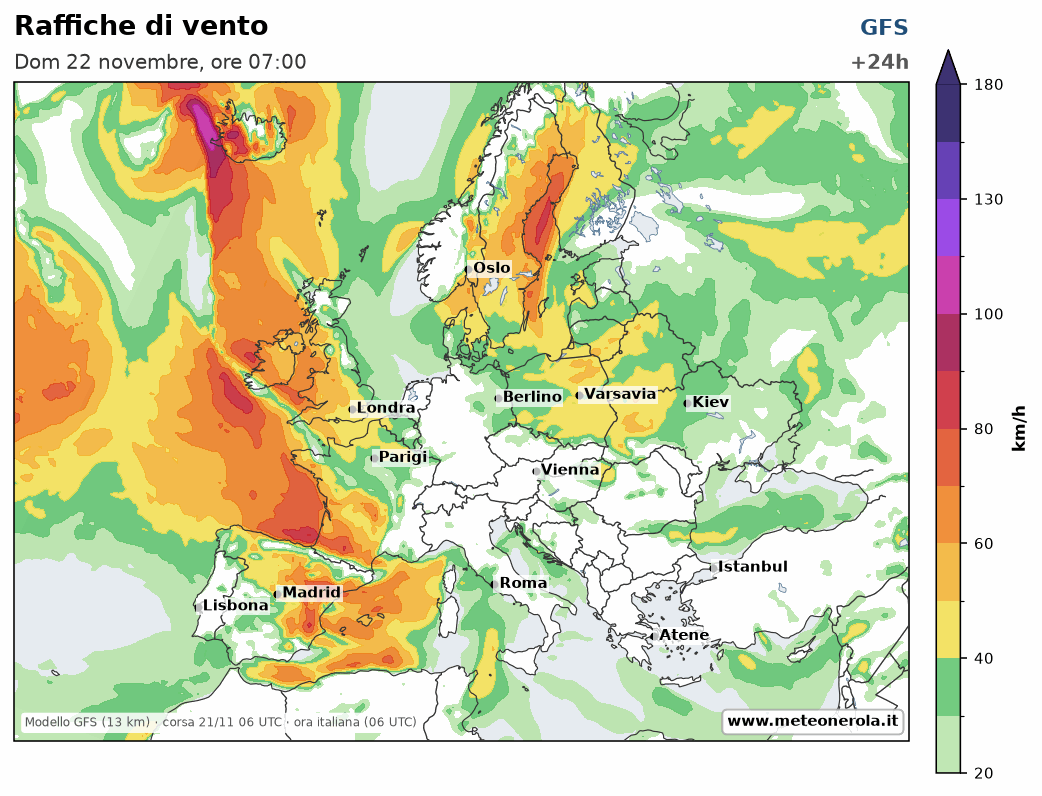 Raffiche di vento
GFS
Dom 22 novembre, ore 07:00
+24h
180
130
100
80
60
40
20
km/h
Oslo
Londra
Berlino
Varsavia
Kiev
Parigi
Vienna
Istanbul
Roma
Madrid
Lisbona
Atene
Modello GFS (13 km) · corsa 21/11 06 UTC · ora italiana (06 UTC)
www.meteonerola.it